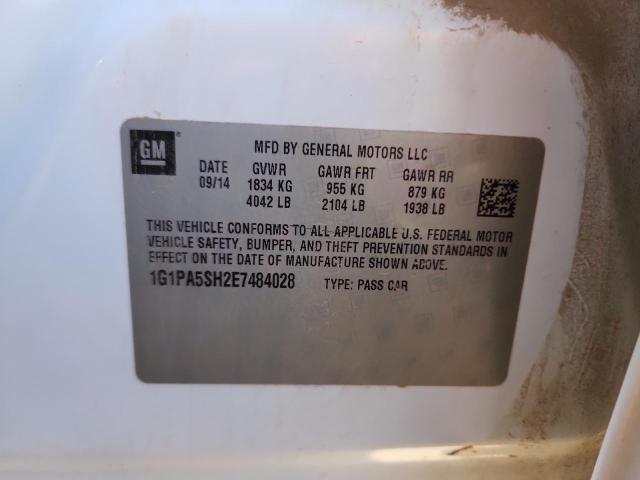 GM
MFD BY GENERAL MOTORS LLC
DATE GVWR GAWR FRT GAWR RR
09/14 1834 KG 955 KG 879 KG
4042 LB 2104 LB 1938 LB
THIS VEHICLE CONFORMS TO ALL APPLICABLE U.S. FEDERAL MOTOR
VEHICLE SAFETY, BUMPER, AND THEFT PREVENTION STANDARDS IN
EFFECT ON THE DATE OF MANUFACTURE SHOWN ABOVE.
1G1PA5SH2E7484028 TYPE: PASS CAR